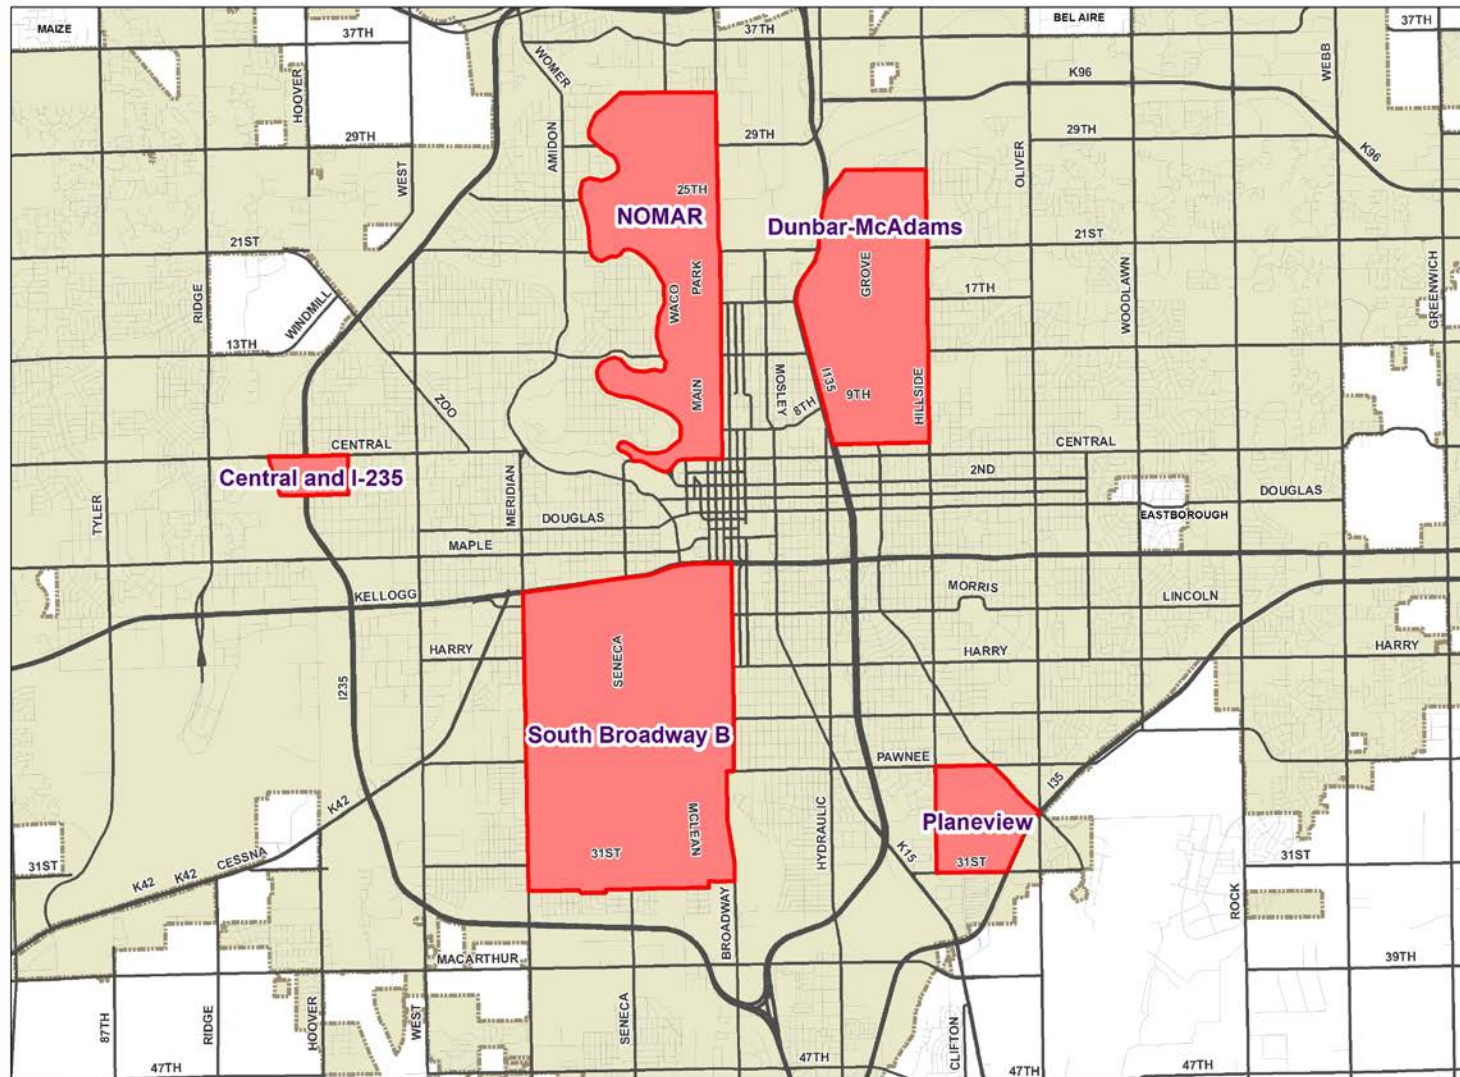 MAIZE
37TH
37TH
BEL AIRE
37TH
WOMER
HOOVER
WEBB
K96
29TH
AMIDON
29TH
29TH
K96
WEST
OLIVER
25TH
NOMAR
Dunbar-McAdams
21ST
21ST
GROVE
PARK
WACO
17TH
RIDGE
WINDMILL
WOODLAWN
GREENWICH
13TH
MOSLEY
I135
MAIN
9TH
HILLSIDE
ZOO
8TH
CENTRAL
CENTRAL
Central and I-235
2ND
MERIDIAN
DOUGLAS
TYLER
DOUGLAS
EASTBOROUGH
MAPLE
KELLOGG
MORRIS
LINCOLN
HARRY
SENECA
HARRY
HARRY
I235
South Broadway B
PAWNEE
I35
K42
MCLEAN
HYDRAULIC
Planeview
31ST
CESSNA
31ST
K15
31ST
31ST
K42
K42
ROCK
BROADWAY
MACARTHUR
39TH
87TH
RIDGE
HOOVER
WEST
SENECA
CLIFTON
47TH
47TH
47TH
47TH